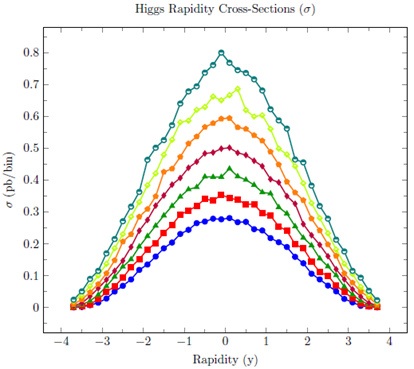 Higgs Rapidity Cross-Sections (σ)
0.8
0.7
0.6
0.5
0.4
0.3
0.2
0.1
0
σ (pb/bin)
−4 −3 −2 −1 0 1 2 3 4
Rapidity (y)